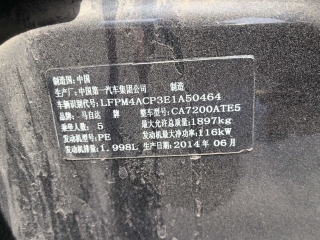 制造国:中国
生产厂:中国第一汽车集团公司 制造
车辆识别代号:LFPM4ACP3E1A50464
品牌:马自达 牌 整车型号:CA7200ATE5
乘坐人数:5 最大允许总质量:1897kg
发动机型号:PE 发动机最大净功率:116kW
发动机排量:1.998L 生产日期:2014年06月